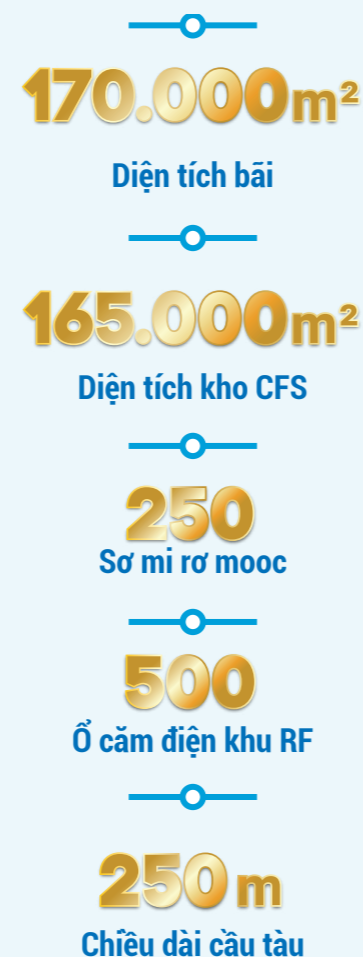 170.000m²
Diện tích bãi
165.000m²
Diện tích kho CFS
250
Sơ mi rơ mooc
500
Ổ căm điện khu RF
250 m
Chiều dài cầu tàu